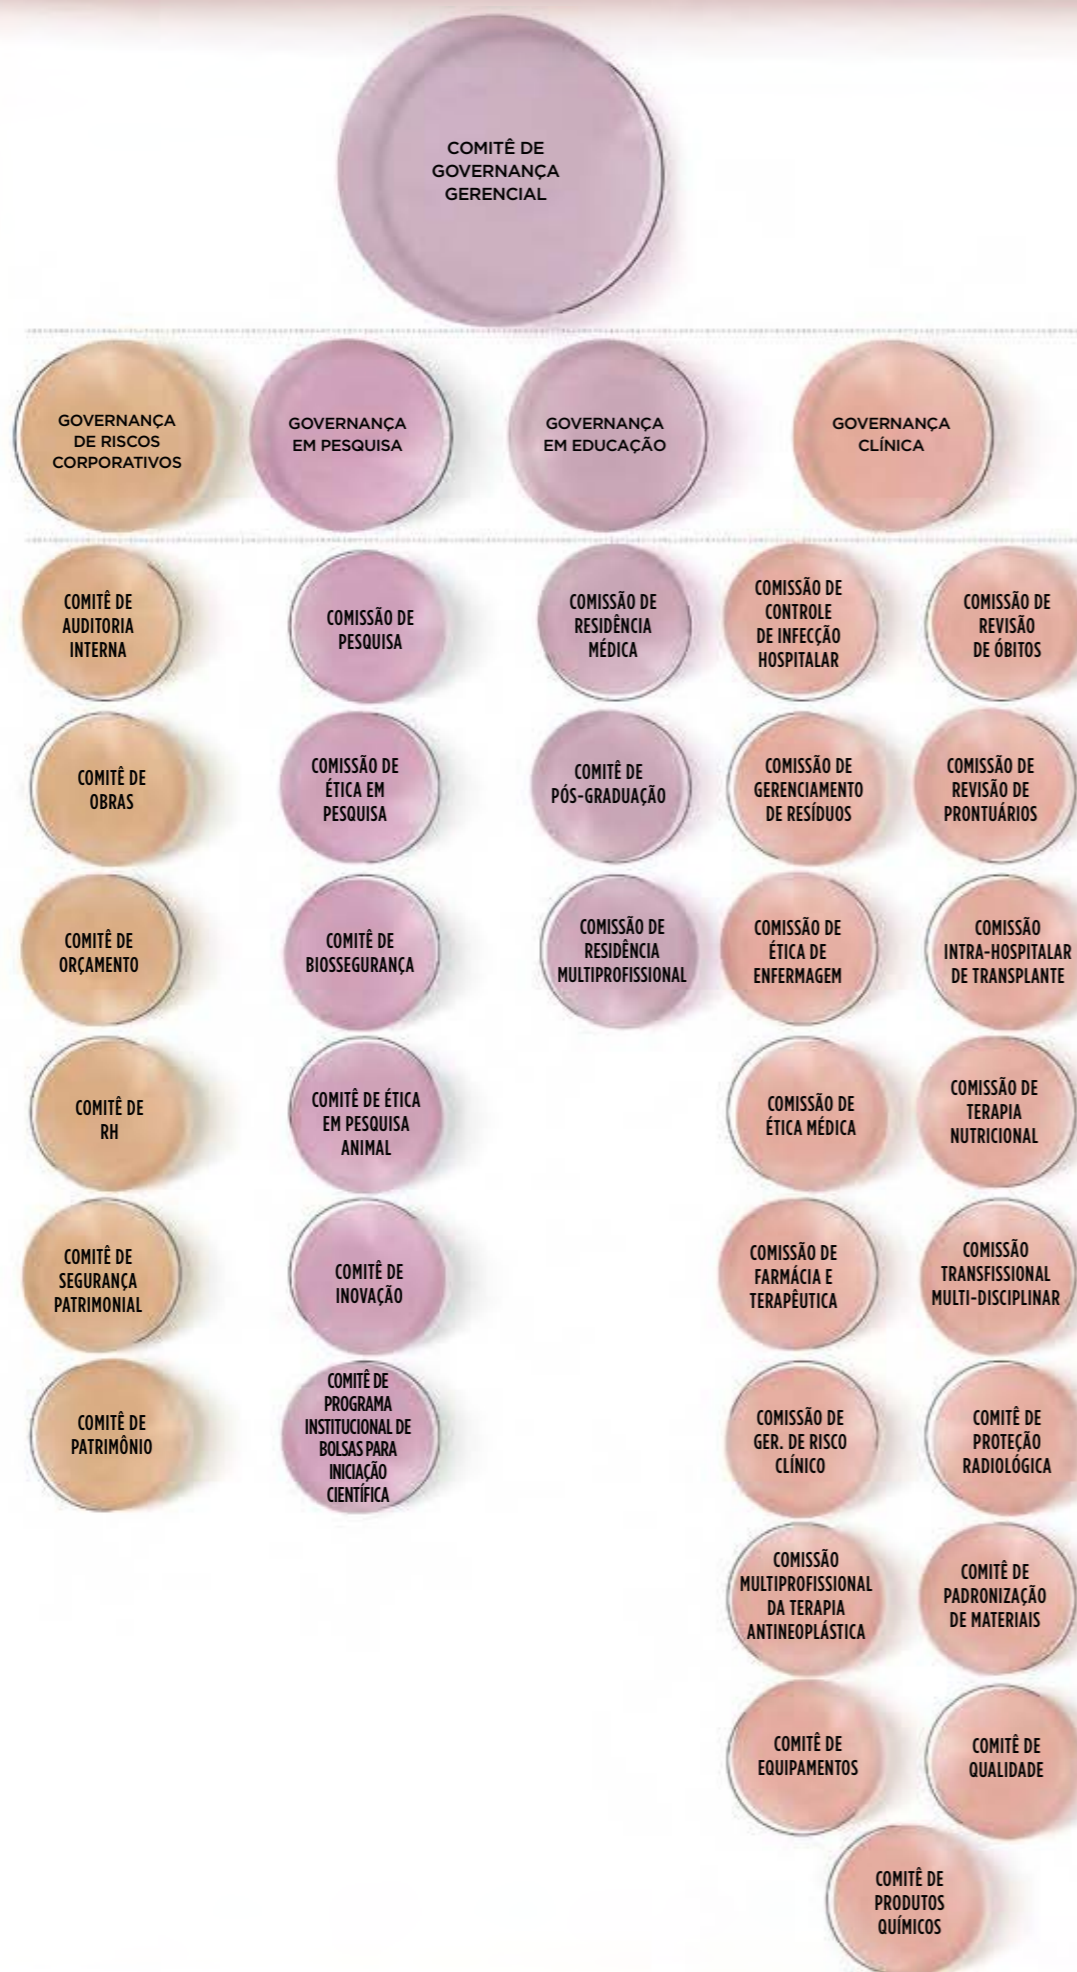 COMITÊ DE
GOVERNANÇA
GERENCIAL
GOVERNANÇA
DE RISCOS
CORPORATIVOS
GOVERNANÇA
EM PESQUISA
GOVERNANÇA
EM EDUCAÇÃO
GOVERNANÇA
CLÍNICA
COMITÊ DE
AUDITORIA
INTERNA
COMITÊ DE
OBRAS
COMITÊ DE
ORÇAMENTO
COMITÊ DE
RH
COMITÊ DE
SEGURANÇA
PATRIMONIAL
COMITÊ DE
PATRIMÔNIO
COMISSÃO DE
PESQUISA
COMISSÃO DE
ÉTICA EM
PESQUISA
COMITÊ DE
BIOSSEGURANÇA
COMITÊ DE ÉTICA
EM PESQUISA
ANIMAL
COMITÊ DE
INOVAÇÃO
COMITÊ DE
PROGRAMA
INSTITUCIONAL DE
BOLSAS PARA
INICIAÇÃO
CIENTÍFICA
COMISSÃO DE
RESIDÊNCIA
MÉDICA
COMITÊ DE
PÓS-GRADUAÇÃO
COMISSÃO DE
RESIDÊNCIA
MULTIPROFISSIONAL
COMISSÃO DE
CONTROLE
DE INFECÇÃO
HOSPITALAR
COMISSÃO DE
GERENCIAMENTO
DE RESÍDUOS
COMISSÃO DE
ÉTICA DE
ENFERMAGEM
COMISSÃO DE
ÉTICA MÉDICA
COMISSÃO DE
FARMÁCIA E
TERAPÊUTICA
COMISSÃO DE
GER. DE RISCO
CLÍNICO
COMISSÃO
MULTIPROFISSIONAL
DA TERAPIA
ANTINEOPLÁSTICA
COMITÊ DE
EQUIPAMENTOS
COMISSÃO DE
REVISÃO
DE ÓBITOS
COMISSÃO DE
REVISÃO DE
PRONTUÁRIOS
COMISSÃO
INTRA-HOSPITALAR
DE TRANSPLANTE
COMISSÃO DE
TERAPIA
NUTRICIONAL
COMISSÃO
TRANSFISSIONAL
MULTI-DISCIPLINAR
COMITÊ DE
PROTEÇÃO
RADIOLÓGICA
COMITÊ DE
PADRONIZAÇÃO
DE MATERIAIS
COMITÊ DE
QUALIDADE
COMITÊ DE
PRODUTOS
QUÍMICOS